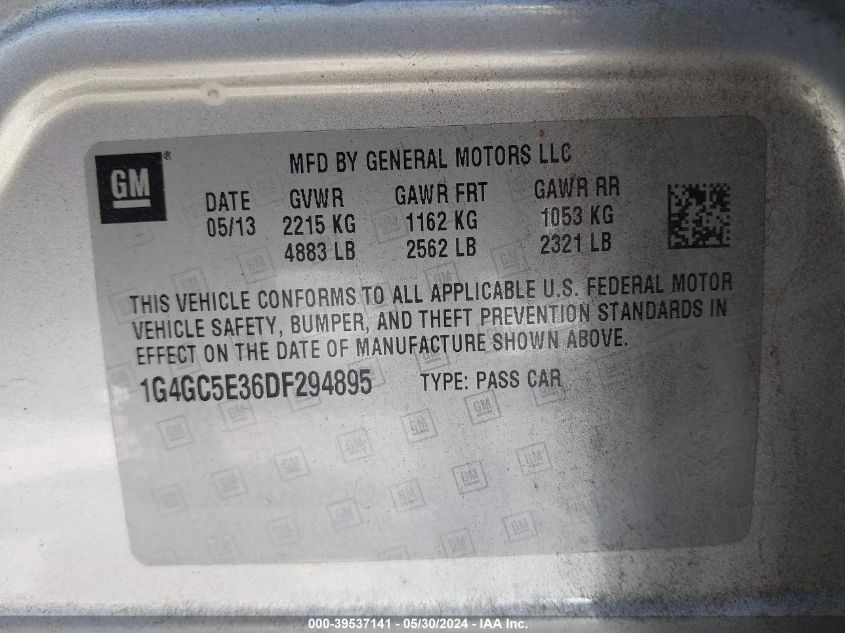 GM®
MFD BY GENERAL MOTORS LLC
DATE GVWR GAWR FRT GAWR RR
05/13 2215 KG 1162 KG 1053 KG
4883 LB 2562 LB 2321 LB
THIS VEHICLE CONFORMS TO ALL APPLICABLE U.S. FEDERAL MOTOR
VEHICLE SAFETY, BUMPER, AND THEFT PREVENTION STANDARDS IN
EFFECT ON THE DATE OF MANUFACTURE SHOWN ABOVE.
1G4GC5E36DF294895 TYPE: PASS CAR
000-39537141 - 05/30/2024 - IAA Inc.